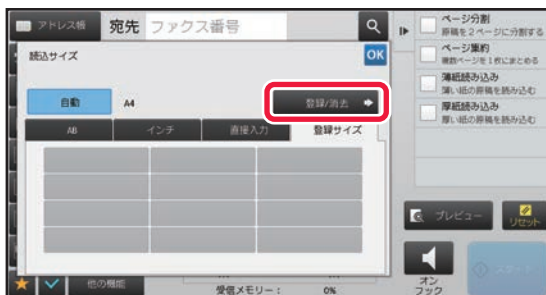 アドレス帳
宛先
ファクス番号
読込サイズ
OK
自動
A4
登録/消去
AB
インチ
直接入力
登録サイズ
他の機能
受信メモリー:
0%
ページ分割
原稿を2ページに分割する
ページ集約
複数ページを1枚にまとめる
薄紙読み込み
薄い紙の原稿を読み込む
厚紙読み込み
厚い紙の原稿を読み込む
プレビュー
リセット
オン
フック
スタート